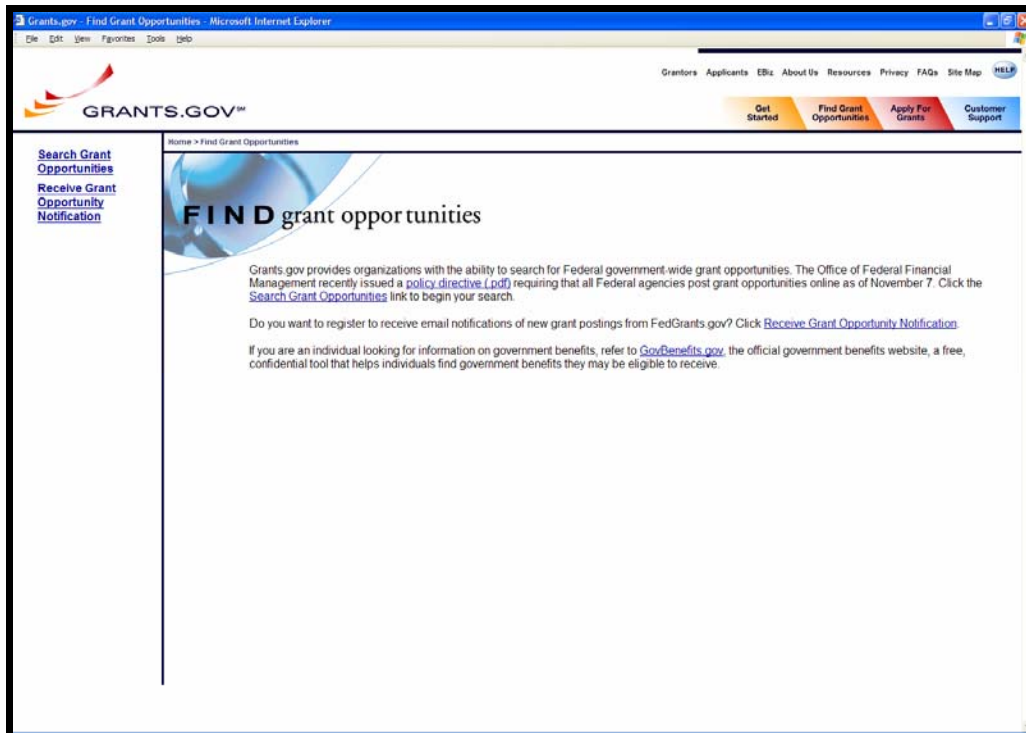 Grants.gov - Find Grant Opportunities - Microsoft Internet Explorer
File Edit View Favorites Tools Help
Grantors Applicants EBiz About Us Resources Privacy FAQs Site Map HELP
GRANTS.GOV℠
Get Started
Find Grant Opportunities
Apply For Grants
Customer Support
Home > Find Grant Opportunities
Search Grant
Opportunities
Receive Grant
Opportunity
Notification
FIND grant opportunities
Grants.gov provides organizations with the ability to search for Federal government-wide grant opportunities. The Office of Federal Financial
Management recently issued a policy directive (.pdf) requiring that all Federal agencies post grant opportunities online as of November 7. Click the
Search Grant Opportunities link to begin your search.
Do you want to register to receive email notifications of new grant postings from FedGrants.gov? Click Receive Grant Opportunity Notification.
If you are an individual looking for information on government benefits, refer to GovBenefits.gov, the official government benefits website, a free,
confidential tool that helps individuals find government benefits they may be eligible to receive.